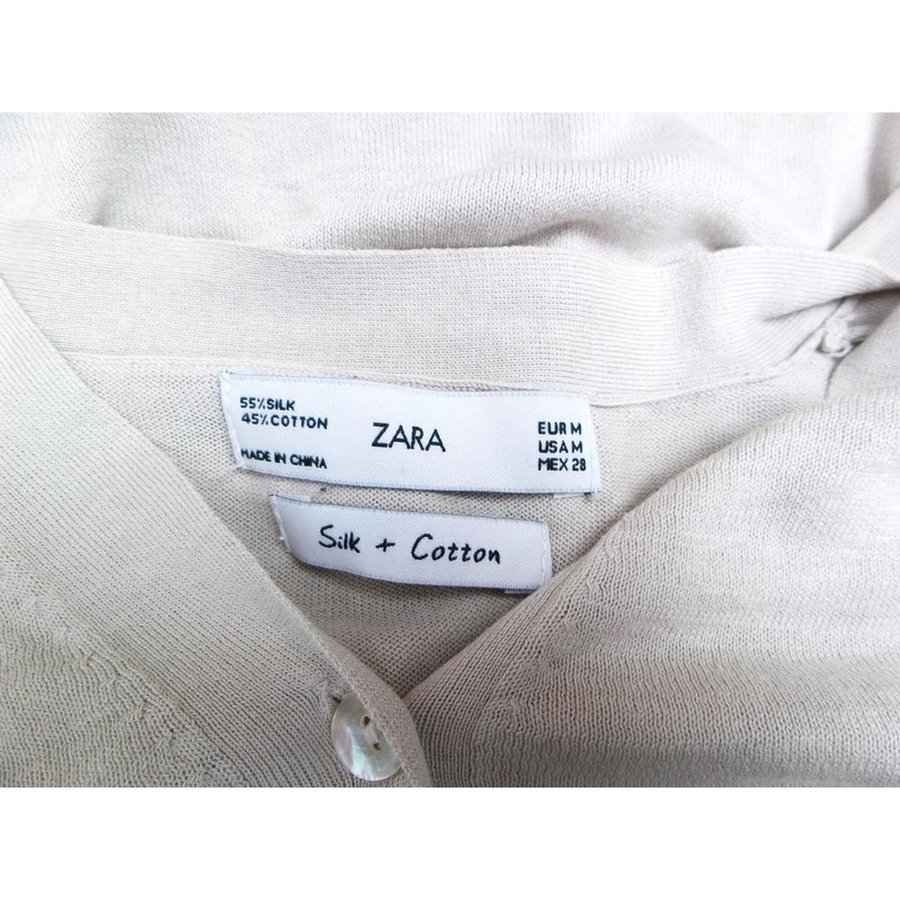 55%SILK
45%COTTON
MADE IN CHINA
ZARA
EUR M
USA M
MEX 28
Silk + Cotton